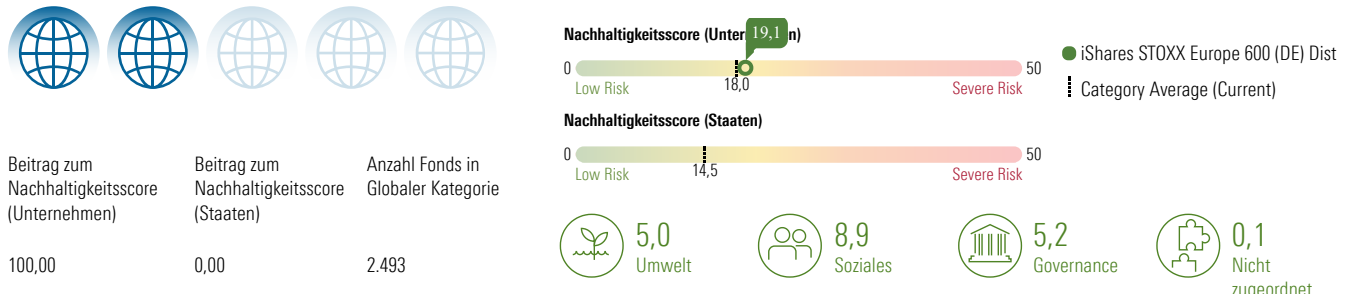 Beitrag zum
Nachhaltigkeitsscore
(Unternehmen)
100,00
Beitrag zum
Nachhaltigkeitsscore
(Staaten)
0,00
Anzahl Fonds in
Globaler Kategorie
2.493
Nachhaltigkeitsscore (Unter en)
19,1
0
50
Low Risk
18,0
Severe Risk
Nachhaltigkeitsscore (Staaten)
0
50
Low Risk
14,5
Severe Risk
iShares STOXX Europe 600 (DE) Dist
Category Average (Current)
5,0
Umwelt
8,9
Soziales
5,2
Governance
0,1
Nicht
zugeordnet